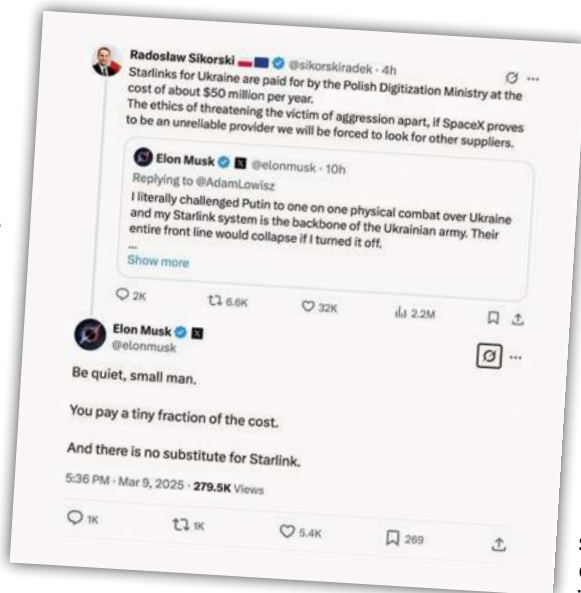 Radosław Sikorski @sikorskiradek · 4h
Starlinks for Ukraine are paid for by the Polish Digitization Ministry at the
cost of about $50 million per year.
The ethics of threatening the victim of aggression apart, if SpaceX proves
to be an unreliable provider we will be forced to look for other suppliers.
Elon Musk @elonmusk · 10h
Replying to @AdamLowisz
I literally challenged Putin to one on one physical combat over Ukraine
and my Starlink system is the backbone of the Ukrainian army. Their
entire front line would collapse if I turned it off.
...
Show more
2K 6.6K 32K 2.2M
Elon Musk
@elonmusk
Be quiet, small man.
You pay a tiny fraction of the cost.
And there is no substitute for Starlink.
5:36 PM · Mar 9, 2025 · 279.5K Views
1K 1K 5.4K 269